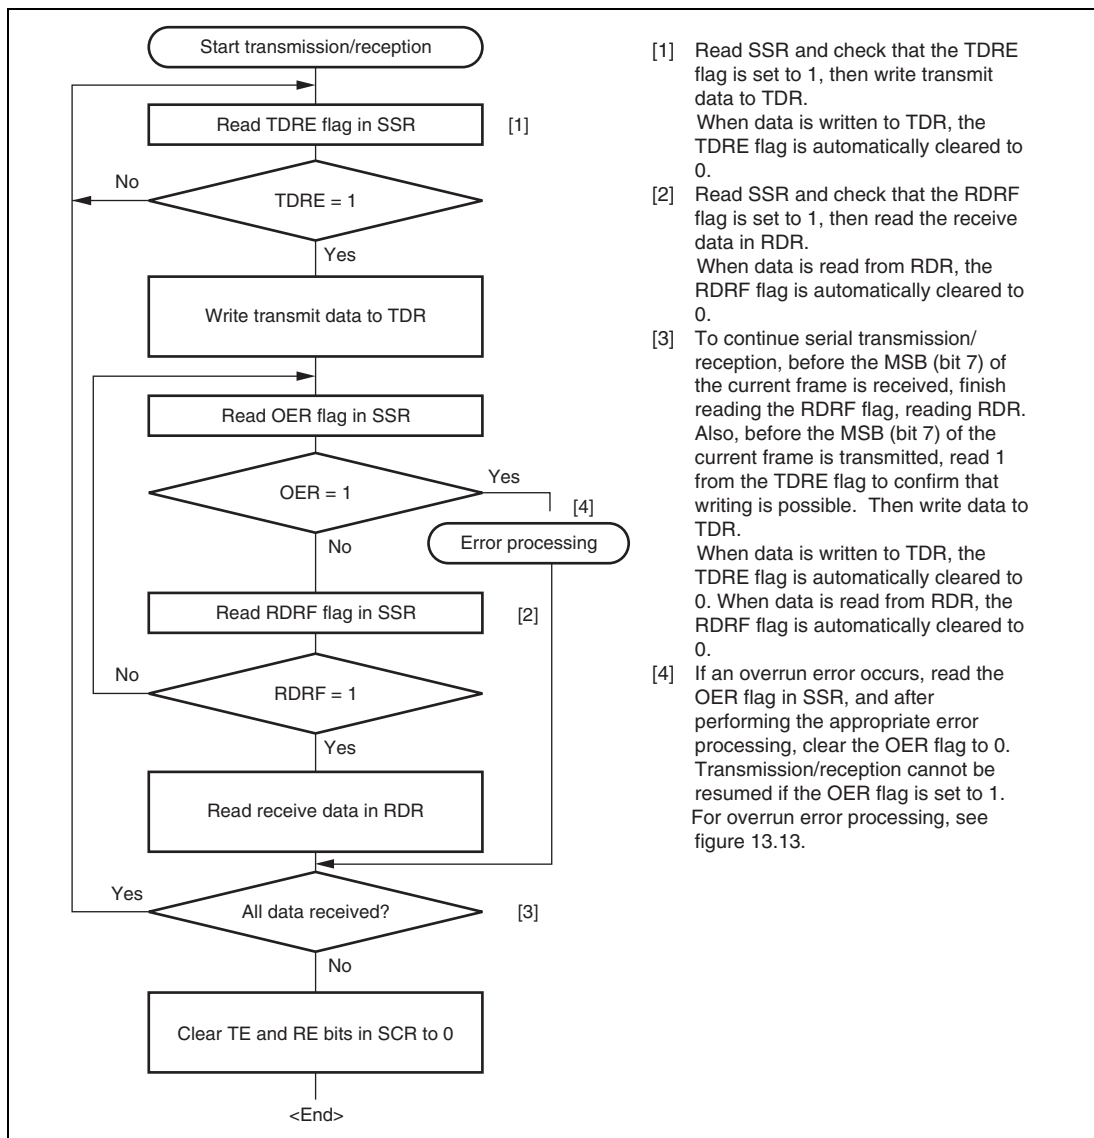 Start transmission/reception
Read TDRE flag in SSR
[1]
No
TDRE = 1
Yes
Write transmit data to TDR
Read OER flag in SSR
OER = 1
Yes
[4]
Error processing
No
Read RDRF flag in SSR
[2]
No
RDRF = 1
Yes
Read receive data in RDR
Yes
All data received?
[3]
No
Clear TE and RE bits in SCR to 0
<End>
[1] Read SSR and check that the TDRE
flag is set to 1, then write transmit
data to TDR.
When data is written to TDR, the
TDRE flag is automatically cleared to
0.
[2] Read SSR and check that the RDRF
flag is set to 1, then read the receive
data in RDR.
When data is read from RDR, the
RDRF flag is automatically cleared to
0.
[3] To continue serial transmission/
reception, before the MSB (bit 7) of
the current frame is received, finish
reading the RDRF flag, reading RDR.
Also, before the MSB (bit 7) of the
current frame is transmitted, read 1
from the TDRE flag to confirm that
writing is possible. Then write data to
TDR.
When data is written to TDR, the
TDRE flag is automatically cleared to
0. When data is read from RDR, the
RDRF flag is automatically cleared to
0.
[4] If an overrun error occurs, read the
OER flag in SSR, and after
performing the appropriate error
processing, clear the OER flag to 0.
Transmission/reception cannot be
resumed if the OER flag is set to 1.
For overrun error processing, see
figure 13.13.